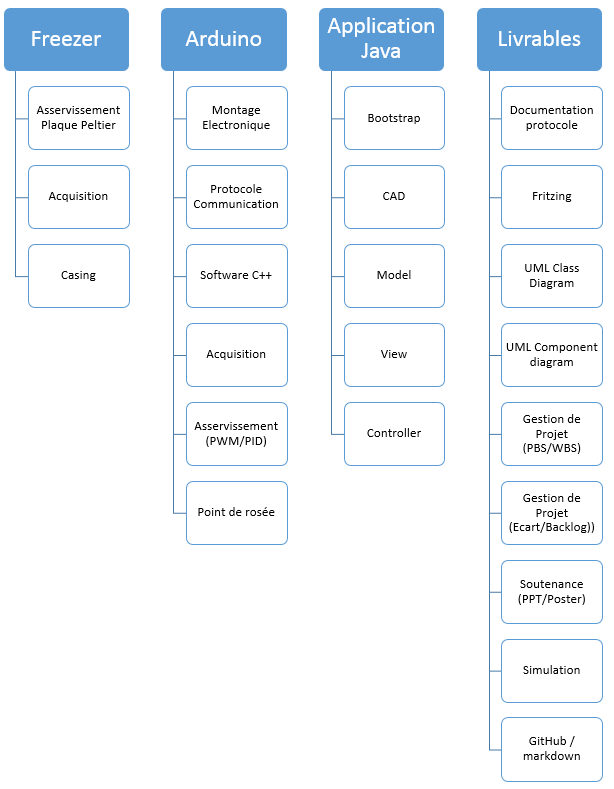 Freezer
Asservissement
Plaque Peltier
Acquisition
Casing
Arduino
Montage
Electronique
Protocole
Communication
Software C++
Acquisition
Asservissement
(PWM/PID)
Point de rosée
Application
Java
Bootstrap
CAD
Model
View
Controller
Livrables
Documentation
protocole
Fritzing
UML Class
Diagram
UML Component
diagram
Gestion de
Projet
(PBS/WBS)
Gestion de
Projet
(Ecart/Backlog))
Soutenance
(PPT/Poster)
Simulation
GitHub /
markdown